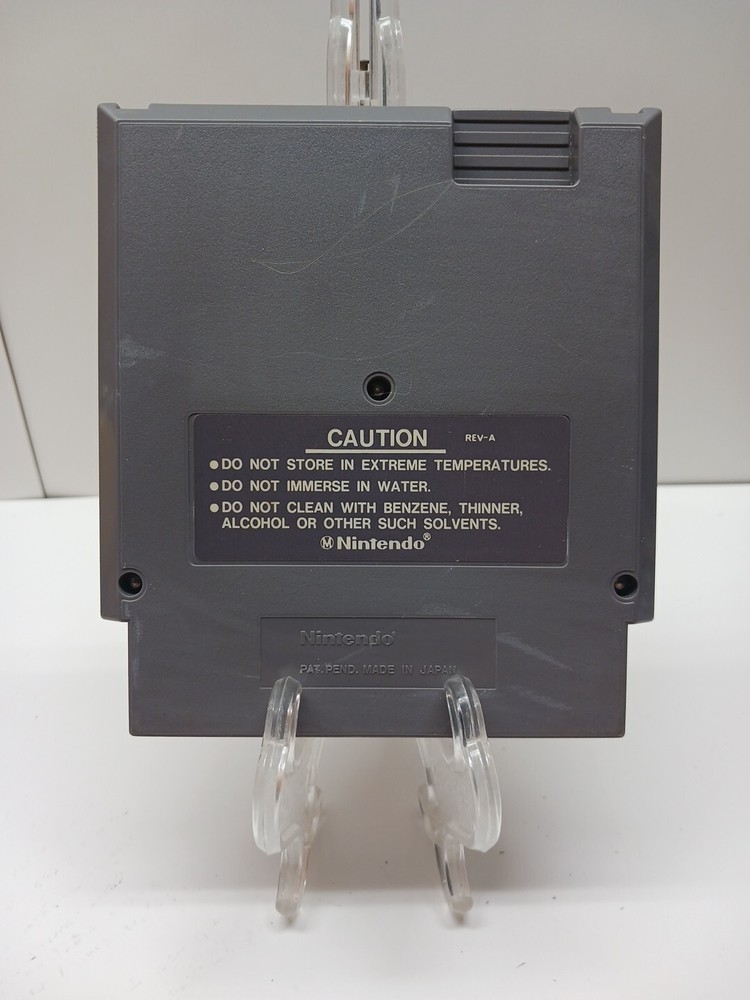 CAUTION REV-A
●DO NOT STORE IN EXTREME TEMPERATURES.
●DO NOT IMMERSE IN WATER.
●DO NOT CLEAN WITH BENZENE, THINNER,
ALCOHOL OR OTHER SUCH SOLVENTS.
Ⓜ Nintendo®
Nintendo®
PAT. PEND. MADE IN JAPAN